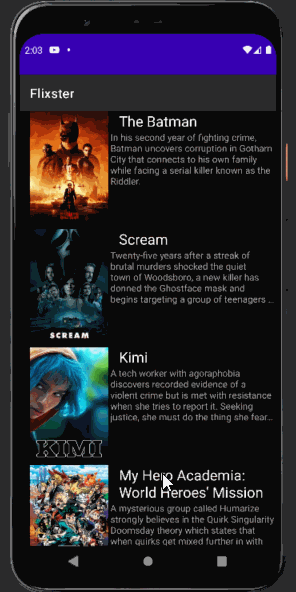 2:03
Flixster
The Batman
In his second year of fighting crime,
Batman uncovers corruption in Gotham
City that connects to his own family
while facing a serial killer known as the
Riddler.
Scream
Twenty-five years after a streak of
brutal murders shocked the quiet
town of Woodsboro, a new killer has
donned the Ghostface mask and
begins targeting a group of teenagers ...
SCREAM
Kimi
A tech worker with agoraphobia
discovers recorded evidence of a
violent crime but is met with resistance
when she tries to report it. Seeking
justice, she must do the thing she fear...
KIMI
My Hero Academia:
World Heroes' Mission
A mysterious group called Humarize
strongly believes in the Quirk Singularity
Doomsday theory which states that
when quirks get mixed further in with